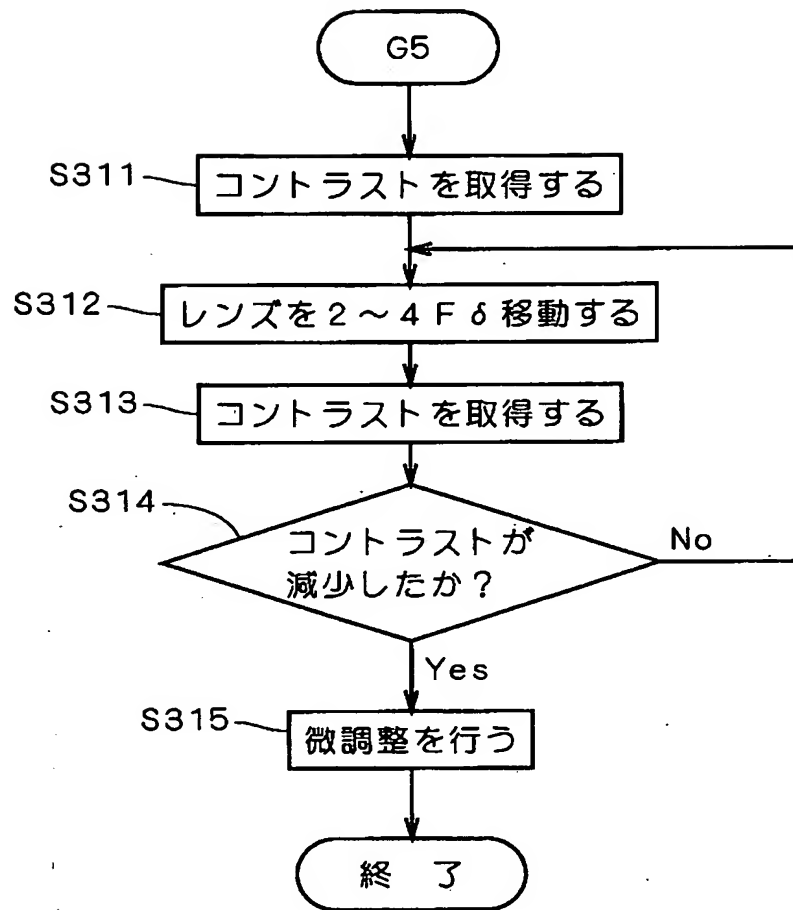 G5
S311
コントラストを取得する
S312
レンズを2～4Fδ移動する
S313
コントラストを取得する
S314
コントラストが
減少したか?
No
Yes
S315
微調整を行う
終 了